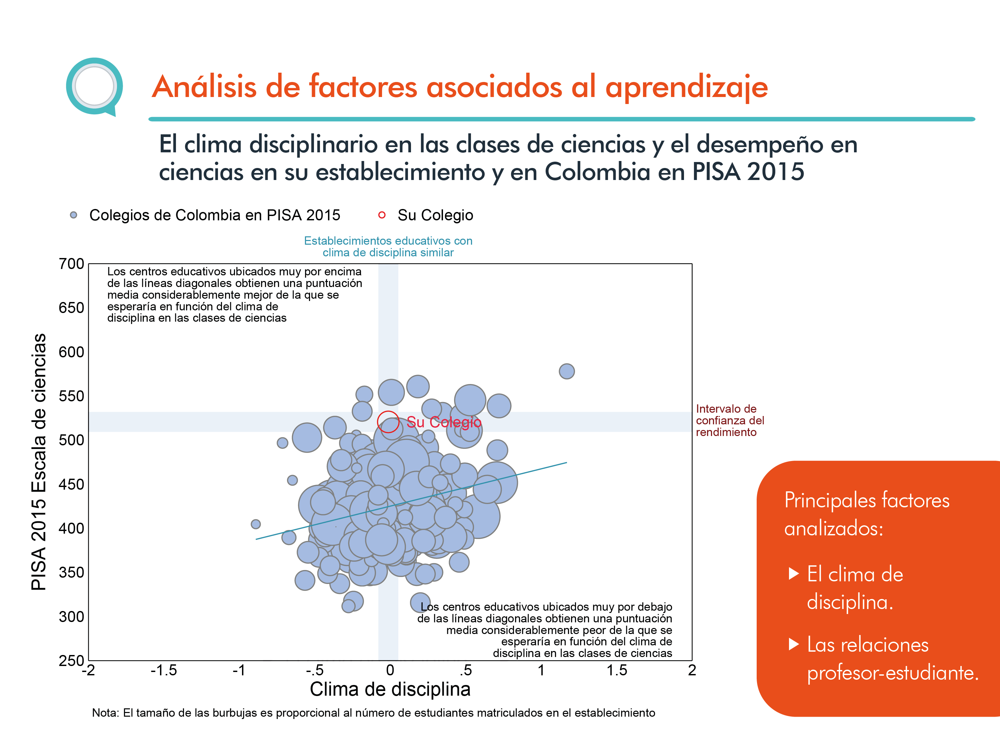 Análisis de factores asociados al aprendizaje
El clima disciplinario en las clases de ciencias y el desempeño en
ciencias en su establecimiento y en Colombia en PISA 2015
Colegios de Colombia en PISA 2015
Su Colegio
Establecimientos educativos con
clima de disciplina similar
Los centros educativos ubicados muy por encima
de las líneas diagonales obtienen una puntuación
media considerablemente mejor de la que se
esperaría en función del clima de
disciplina en las clases de ciencias
PISA 2015 Escala de ciencias
700
650
600
550
500
450
400
350
300
250
Su Colegio
Intervalo de
confianza del
rendimiento
Los centros educativos ubicados muy por debajo
de las líneas diagonales obtienen una puntuación
media considerablemente peor de la que se
esperaría en función del clima de
disciplina en las clases de ciencias
-2 -1.5 -1 -.5 0 .5 1 1.5 2
Clima de disciplina
Nota: El tamaño de las burbujas es proporcional al número de estudiantes matriculados en el establecimiento
Principales factores
analizados:
El clima de
disciplina.
Las relaciones
profesor-estudiante.